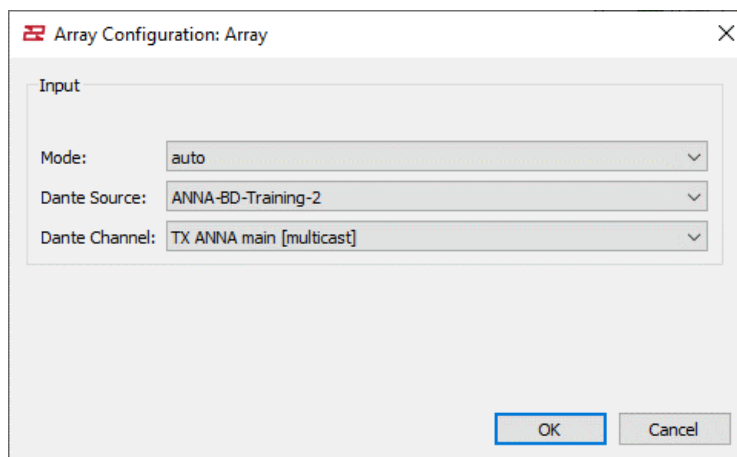 Array Configuration: Array
Input
Mode: auto
Dante Source: ANNA-BD-Training-2
Dante Channel: TX ANNA main [multicast]
OK Cancel